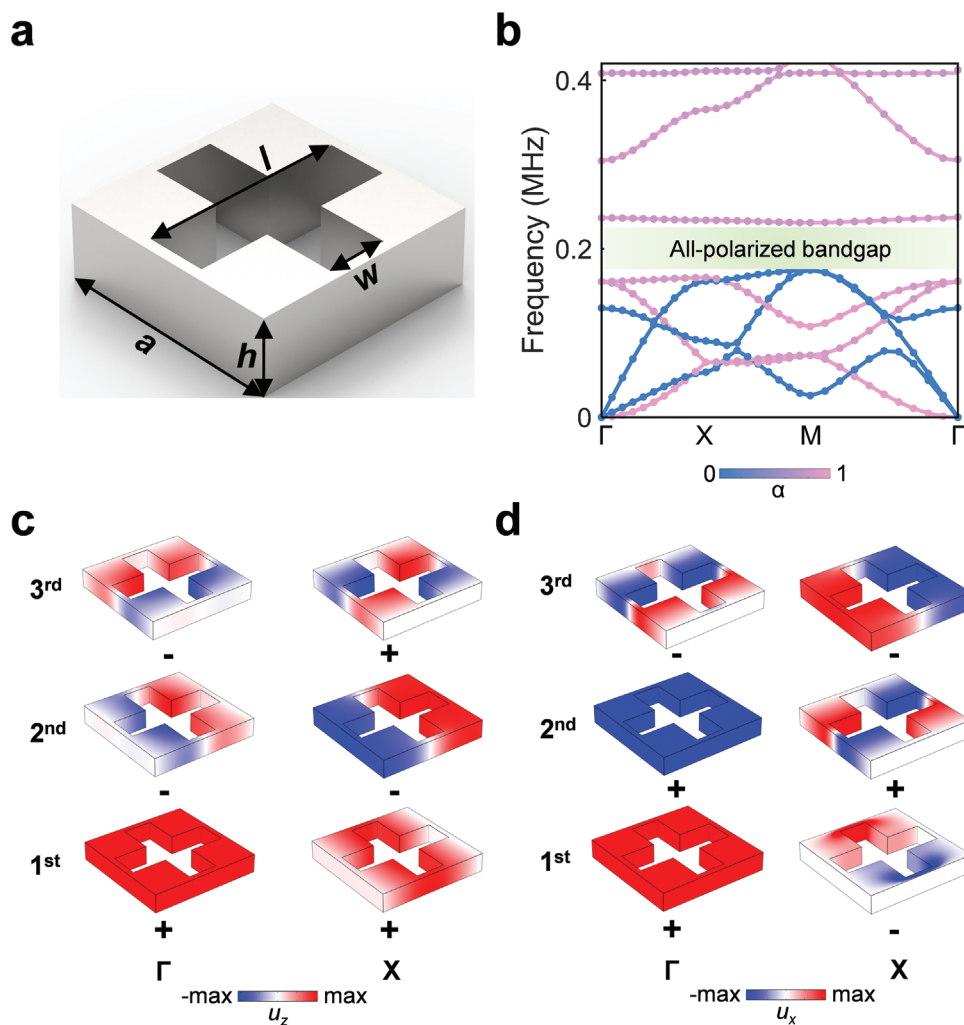 a
l
w
a
h
b
Frequency (MHz)
0.4
0.2
0
All-polarized bandgap
Γ X M Γ
0 1
α
c
3rd
- +
2nd
- -
1st
+ +
Γ X
-max max
uz
d
3rd
- -
2nd
+ +
1st
+ -
Γ X
-max max
ux